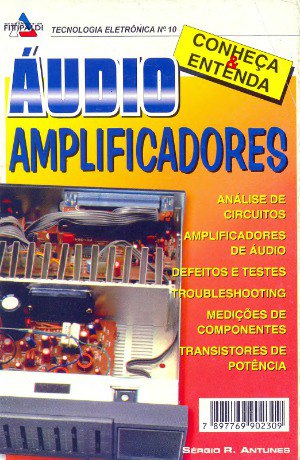 FITTIPALDI
TECNOLOGIA ELETRÔNICA Nº 10
CONHEÇA
&
ENTENDA
ÁUDIO
AMPLIFICADORES
ANÁLISE DE
CIRCUITOS
AMPLIFICADORES
DE ÁUDIO
DEFEITOS E TESTES
TROUBLESHOOTING
MEDIÇÕES DE
COMPONENTES
TRANSISTORES DE
POTÊNCIA
7 897769 902309
SÉRGIO R. ANTUNES